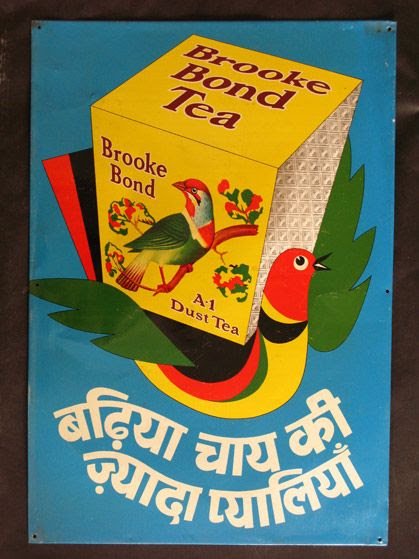 Brooke
Bond
Tea
Brooke
Bond
A-1
Dust Tea
बढ़िया चाय की
ज़्यादा प्यालियाँ